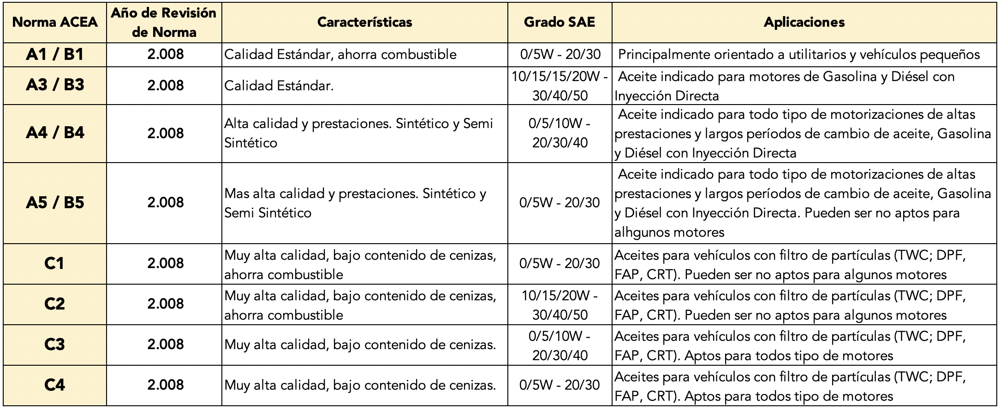 Norma ACEA
Año de Revisión
de Norma
Características
Grado SAE
Aplicaciones
A1 / B1
2.008
Calidad Estándar, ahorra combustible
0/5W - 20/30
Principalmente orientado a utilitarios y vehículos pequeños
A3 / B3
2.008
Calidad Estándar.
10/15/15/20W -
30/40/50
Aceite indicado para motores de Gasolina y Diésel con
Inyección Directa
A4 / B4
2.008
Alta calidad y prestaciones. Sintético y Semi
Sintético
0/5/10W -
20/30/40
Aceite indicado para todo tipo de motorizaciones de altas
prestaciones y largos períodos de cambio de aceite, Gasolina
y Diésel con Inyección Directa
A5 / B5
2.008
Mas alta calidad y prestaciones. Sintético y
Semi Sintético
0/5W - 20/30
Aceite indicado para todo tipo de motorizaciones de altas
prestaciones y largos períodos de cambio de aceite, Gasolina
y Diésel con Inyección Directa. Pueden ser no aptos para
alhgunos motores
C1
2.008
Muy alta calidad, bajo contenido de cenizas,
ahorra combustible
0/5W - 20/30
Aceites para vehículos con filtro de partículas (TWC; DPF,
FAP, CRT). Pueden ser no aptos para algunos motores
C2
2.008
Muy alta calidad, bajo contenido de cenizas,
ahorra combustible
10/15/20W -
30/40/50
Aceites para vehículos con filtro de partículas (TWC; DPF,
FAP, CRT). Pueden ser no aptos para algunos motores
C3
2.008
Muy alta calidad, bajo contenido de cenizas.
0/5/10W -
20/30/40
Aceites para vehículos con filtro de partículas (TWC; DPF,
FAP, CRT). Aptos para todos tipo de motores
C4
2.008
Muy alta calidad, bajo contenido de cenizas.
0/5W - 20/30
Aceites para vehículos con filtro de partículas (TWC; DPF,
FAP, CRT). Aptos para todos tipo de motores